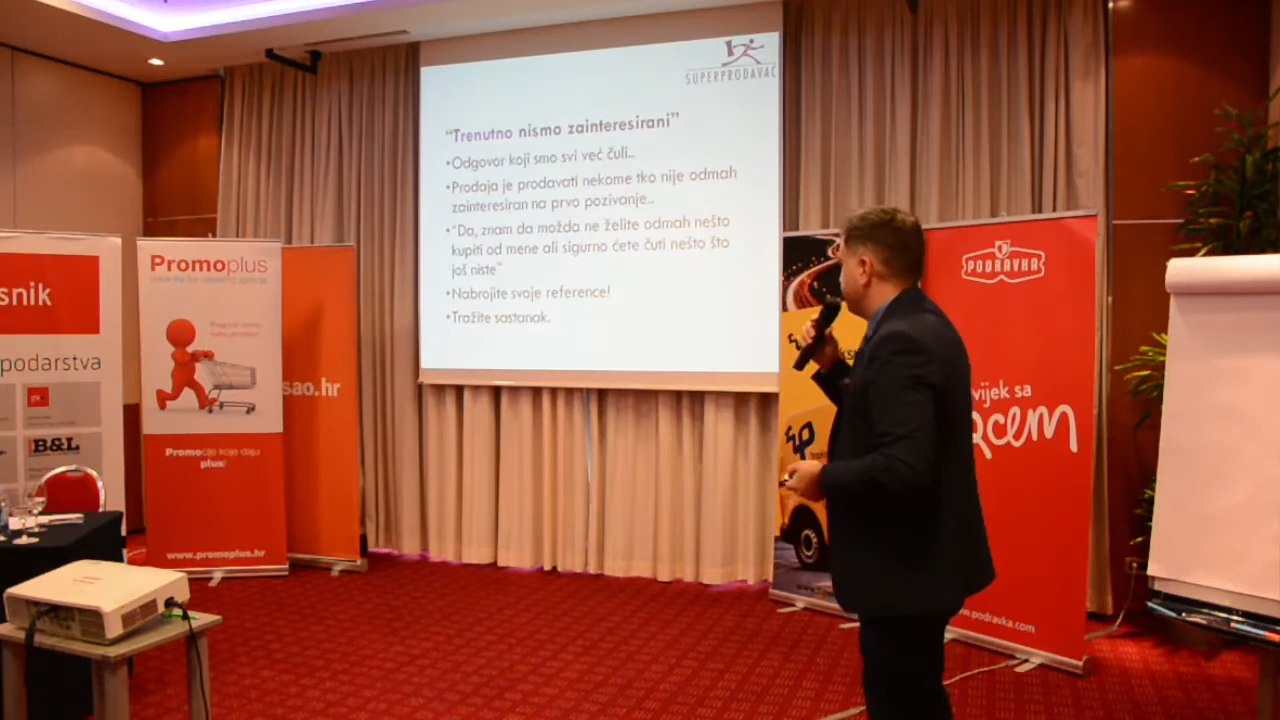 SUPERPRODAVAČ
“Trenutno nismo zainteresirani”
•Odgovor koji smo svi već čuli...
•Prodaja je prodavati nekome tko nije odmah
zainteresiran na prvo pozivanje...
•“Da, znam da možda ne želite odmah nešto
kupiti od mene ali sigurno ćete čuti nešto što
još niste”
•Nabrojite svoje reference!
•Tražite sastanak.
snik
podarstva
B&L
Promoplus
Promocije koje daju
plus!
www.promoplus.hr
sao.hr
PODRAVKA
vijek sa
rcem
w.podravka.com